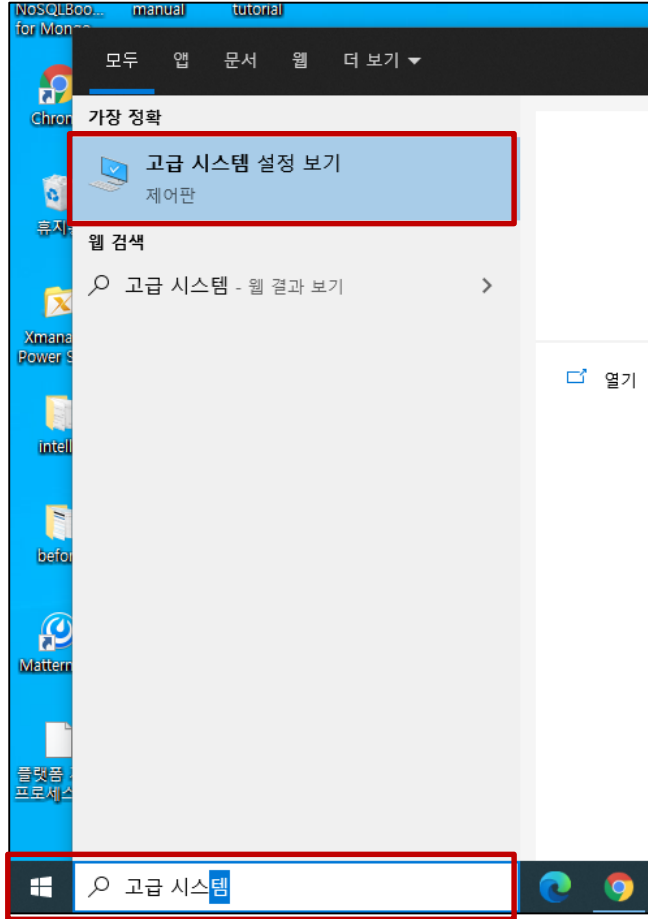 NoSQLBoo... manual tutorial
for Mongo
모두 앱 문서 웹 더 보기
가장 정확
고급 시스템 설정 보기
제어판
웹 검색
고급 시스템 - 웹 결과 보기
열기
Chron
휴지
Xmana
Power S
intell
befor
Mattern
플랫폼
프로세스
고급 시스템